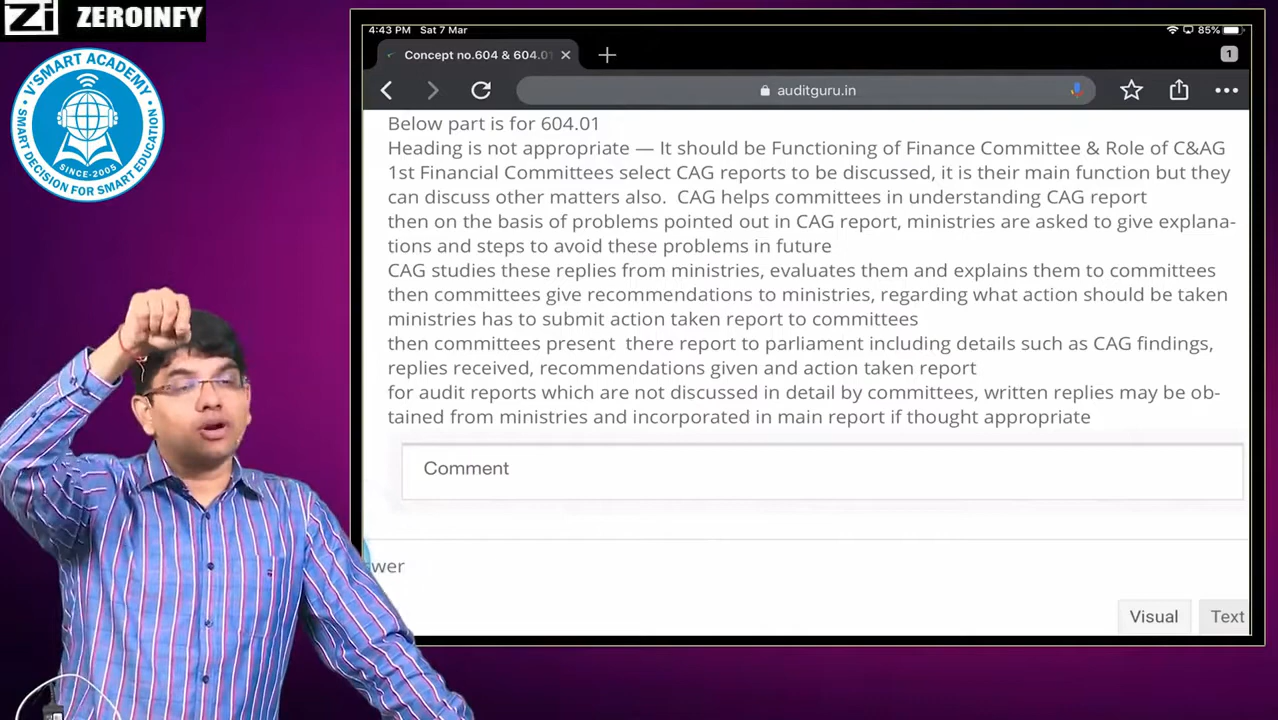 Zi ZEROINFY
V'SMART ACADEMY
SMART DECISION FOR SMART EDUCATION
SINCE-2005
4:43 PM Sat 7 Mar
85%
Concept no.604 & 604.01
1
auditguru.in
Below part is for 604.01
Heading is not appropriate — It should be Functioning of Finance Committee & Role of C&AG
1st Financial Committees select CAG reports to be discussed, it is their main function but they
can discuss other matters also. CAG helps committees in understanding CAG report
then on the basis of problems pointed out in CAG report, ministries are asked to give explana-
tions and steps to avoid these problems in future
CAG studies these replies from ministries, evaluates them and explains them to committees
then committees give recommendations to ministries, regarding what action should be taken
ministries has to submit action taken report to committees
then committees present there report to parliament including details such as CAG findings,
replies received, recommendations given and action taken report
for audit reports which are not discussed in detail by committees, written replies may be ob-
tained from ministries and incorporated in main report if thought appropriate
Comment
swer
Visual Text